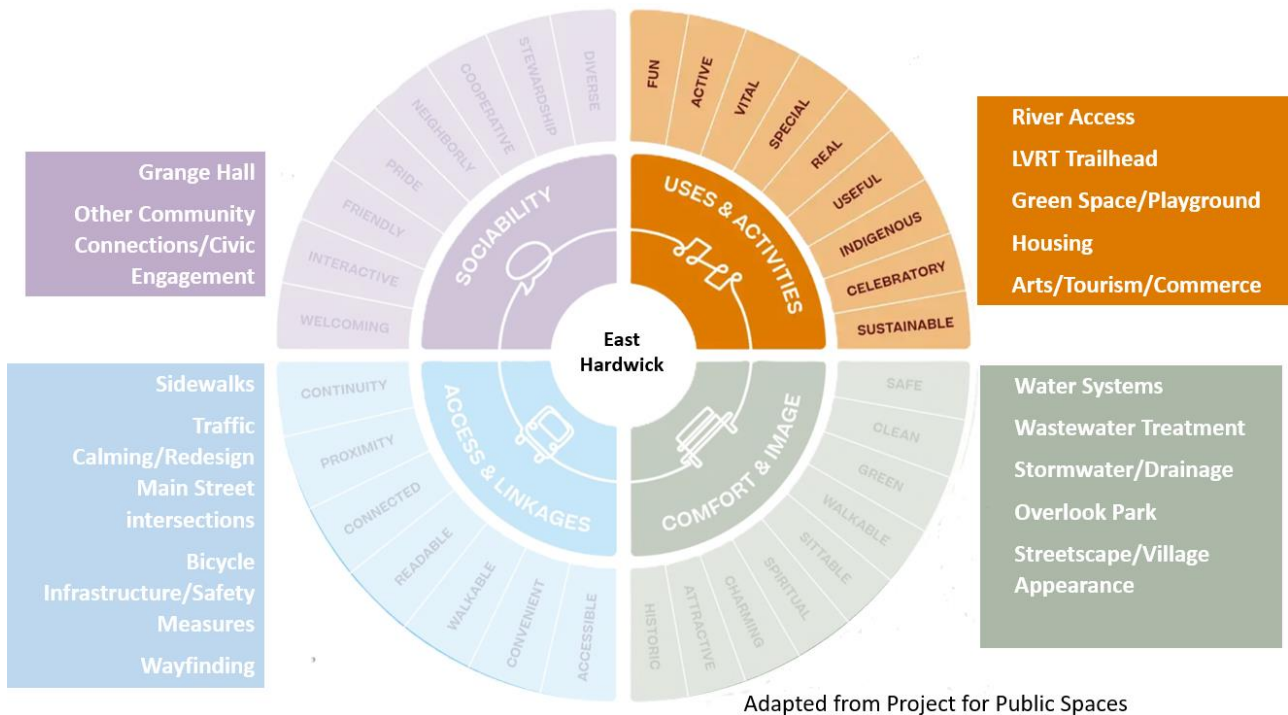 Grange Hall
Other Community
Connections/Civic
Engagement
Sidewalks
Traffic
Calming/Redesign
Main Street
intersections
Bicycle
Infrastructure/Safety
Measures
Wayfinding
WELCOMING
INTERACTIVE
FRIENDLY
PRIDE
NEIGHBORLY
COOPERATIVE
STEWARDSHIP
DIVERSE
SOCIABILITY
FUN
ACTIVE
VITAL
SPECIAL
REAL
USEFUL
INDIGENOUS
CELEBRATORY
SUSTAINABLE
USES & ACTIVITIES
East
Hardwick
CONTINUITY
PROXIMITY
CONNECTED
READABLE
WALKABLE
CONVENIENT
ACCESSIBLE
ACCESS & LINKAGES
SAFE
CLEAN
GREEN
WALKABLE
SITTABLE
SPIRITUAL
CHARMING
ATTRACTIVE
HISTORIC
COMFORT & IMAGE
River Access
LVRT Trailhead
Green Space/Playground
Housing
Arts/Tourism/Commerce
Water Systems
Wastewater Treatment
Stormwater/Drainage
Overlook Park
Streetscape/Village
Appearance
Adapted from Project for Public Spaces